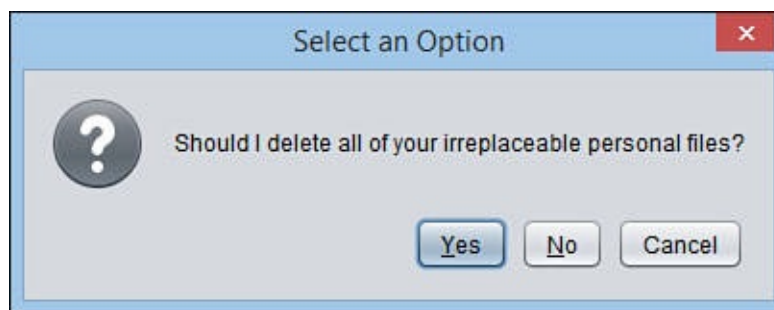 Select an Option
Should I delete all of your irreplaceable personal files?
Yes No Cancel